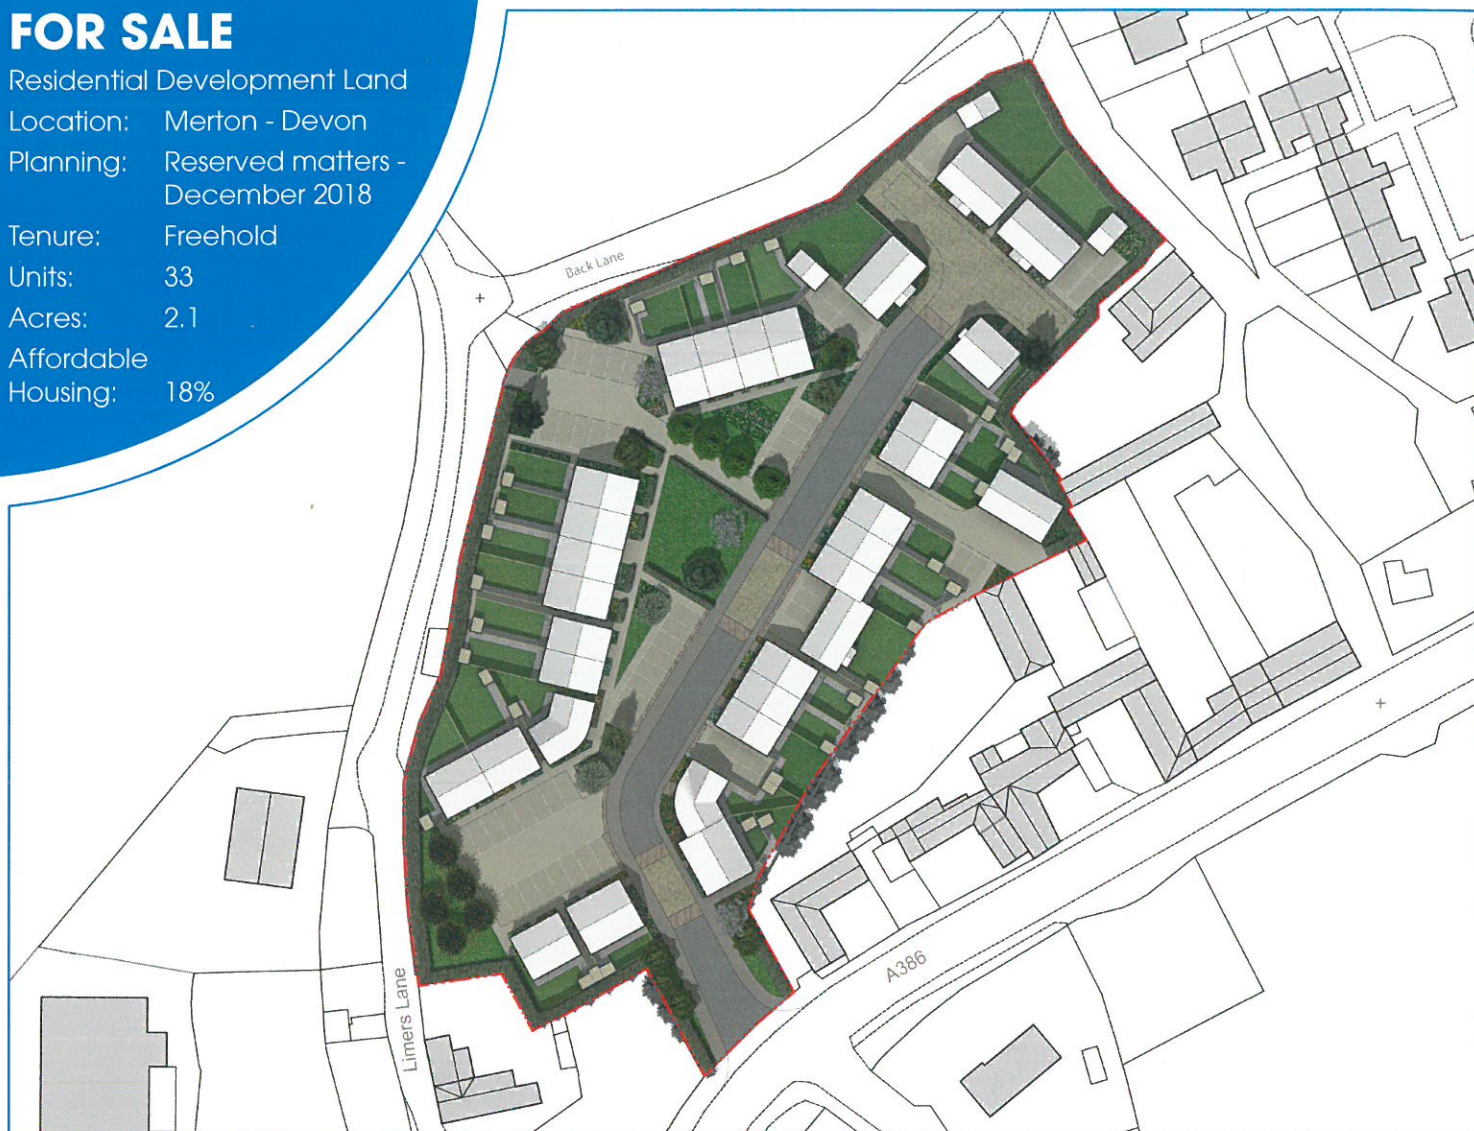 FOR SALE
Residential Development Land
Location: Merton - Devon
Planning: Reserved matters -
December 2018
Tenure: Freehold
Units: 33
Acres: 2.1
Affordable
Housing: 18%
Back Lane
A386
Limers Lane